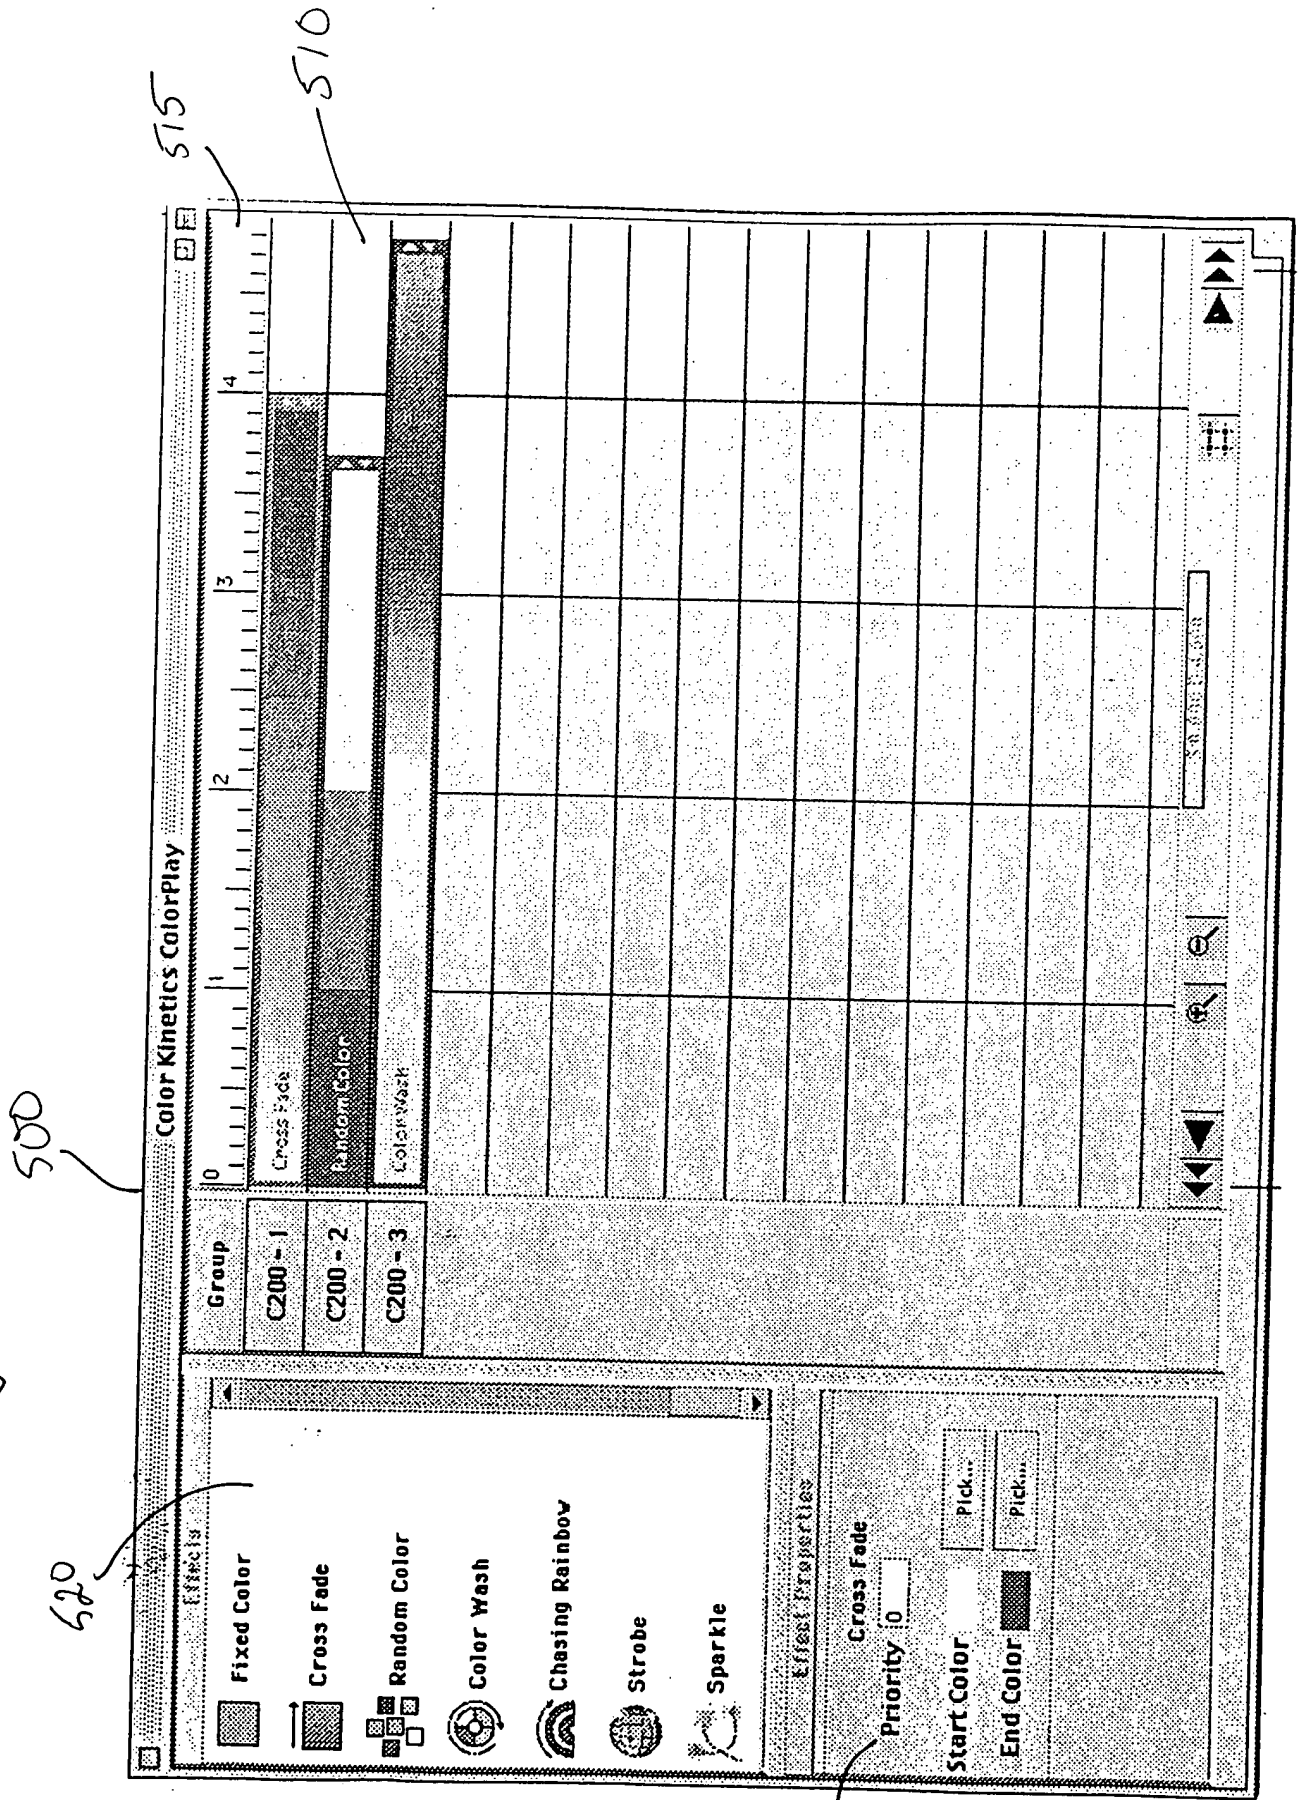 500
Color Kinetics ColorPlay
515
510
520
Effects
Fixed Color
Cross Fade
Random Color
Color Wash
Chasing Rainbow
Strobe
Sparkle
Effect Properties
Cross Fade
Priority 0
Start Color Pick...
End Color Pick...
Group
C200 - 1
C200 - 2
C200 - 3
0 1 2 3 4
Cross Fade
Random Color
Color Wash